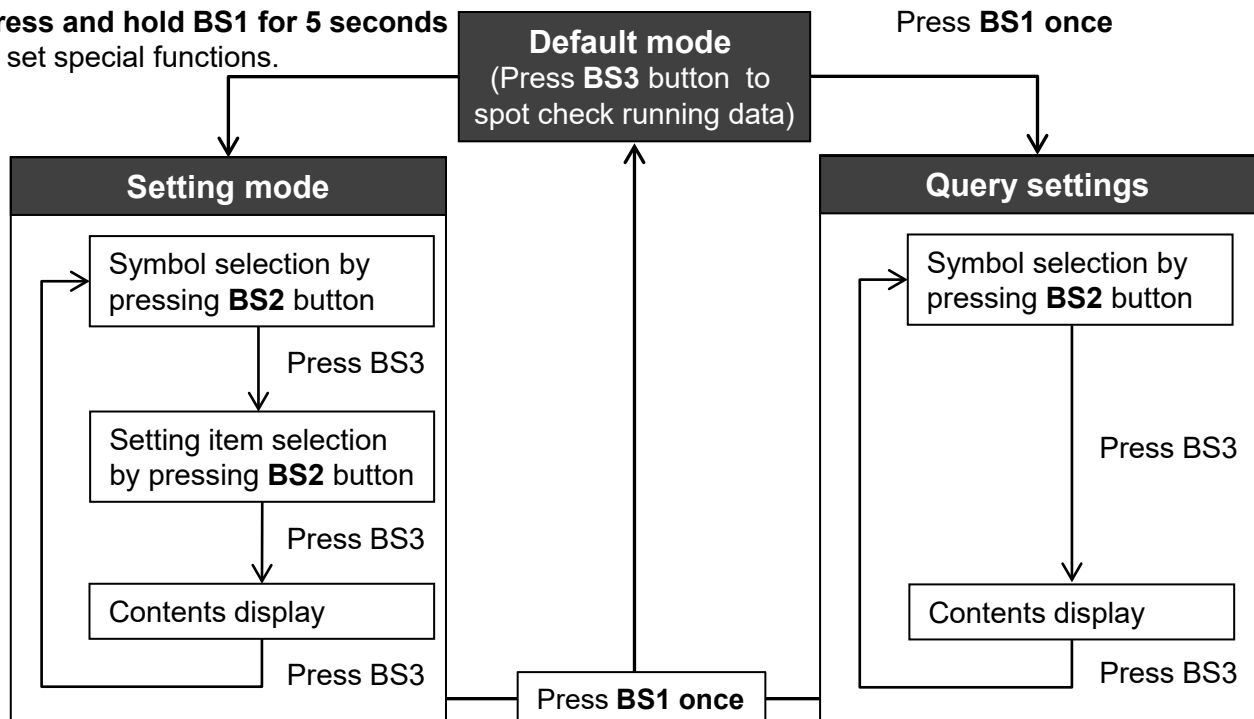 ress and hold BS1 for 5 seconds
set special functions.
Default mode
(Press BS3 button to
spot check running data)
Press BS1 once
Setting mode
Symbol selection by
pressing BS2 button
Press BS3
Setting item selection
by pressing BS2 button
Press BS3
Contents display
Press BS3
Press BS1 once
Query settings
Symbol selection by
pressing BS2 button
Press BS3
Contents display
Press BS3